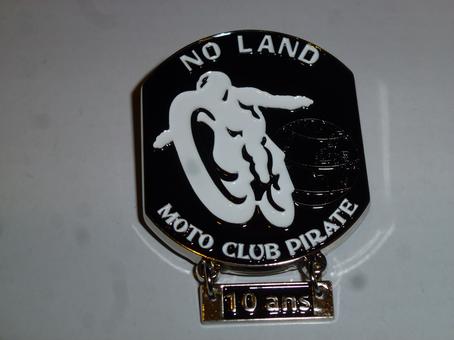 NO LAND
MOTO CLUB PIRATE
10 ans